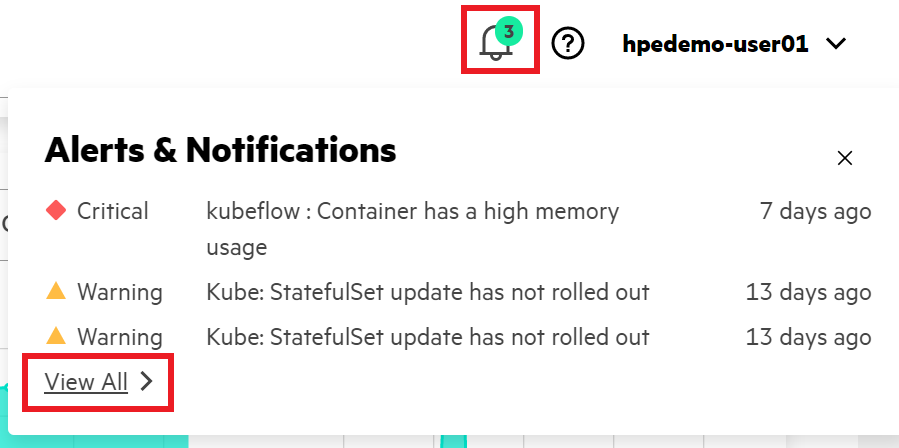 3
hpedemo-user01
Alerts & Notifications
Critical kubeflow : Container has a high memory 7 days ago
usage
Warning Kube: StatefulSet update has not rolled out 13 days ago
Warning Kube: StatefulSet update has not rolled out 13 days ago
View All